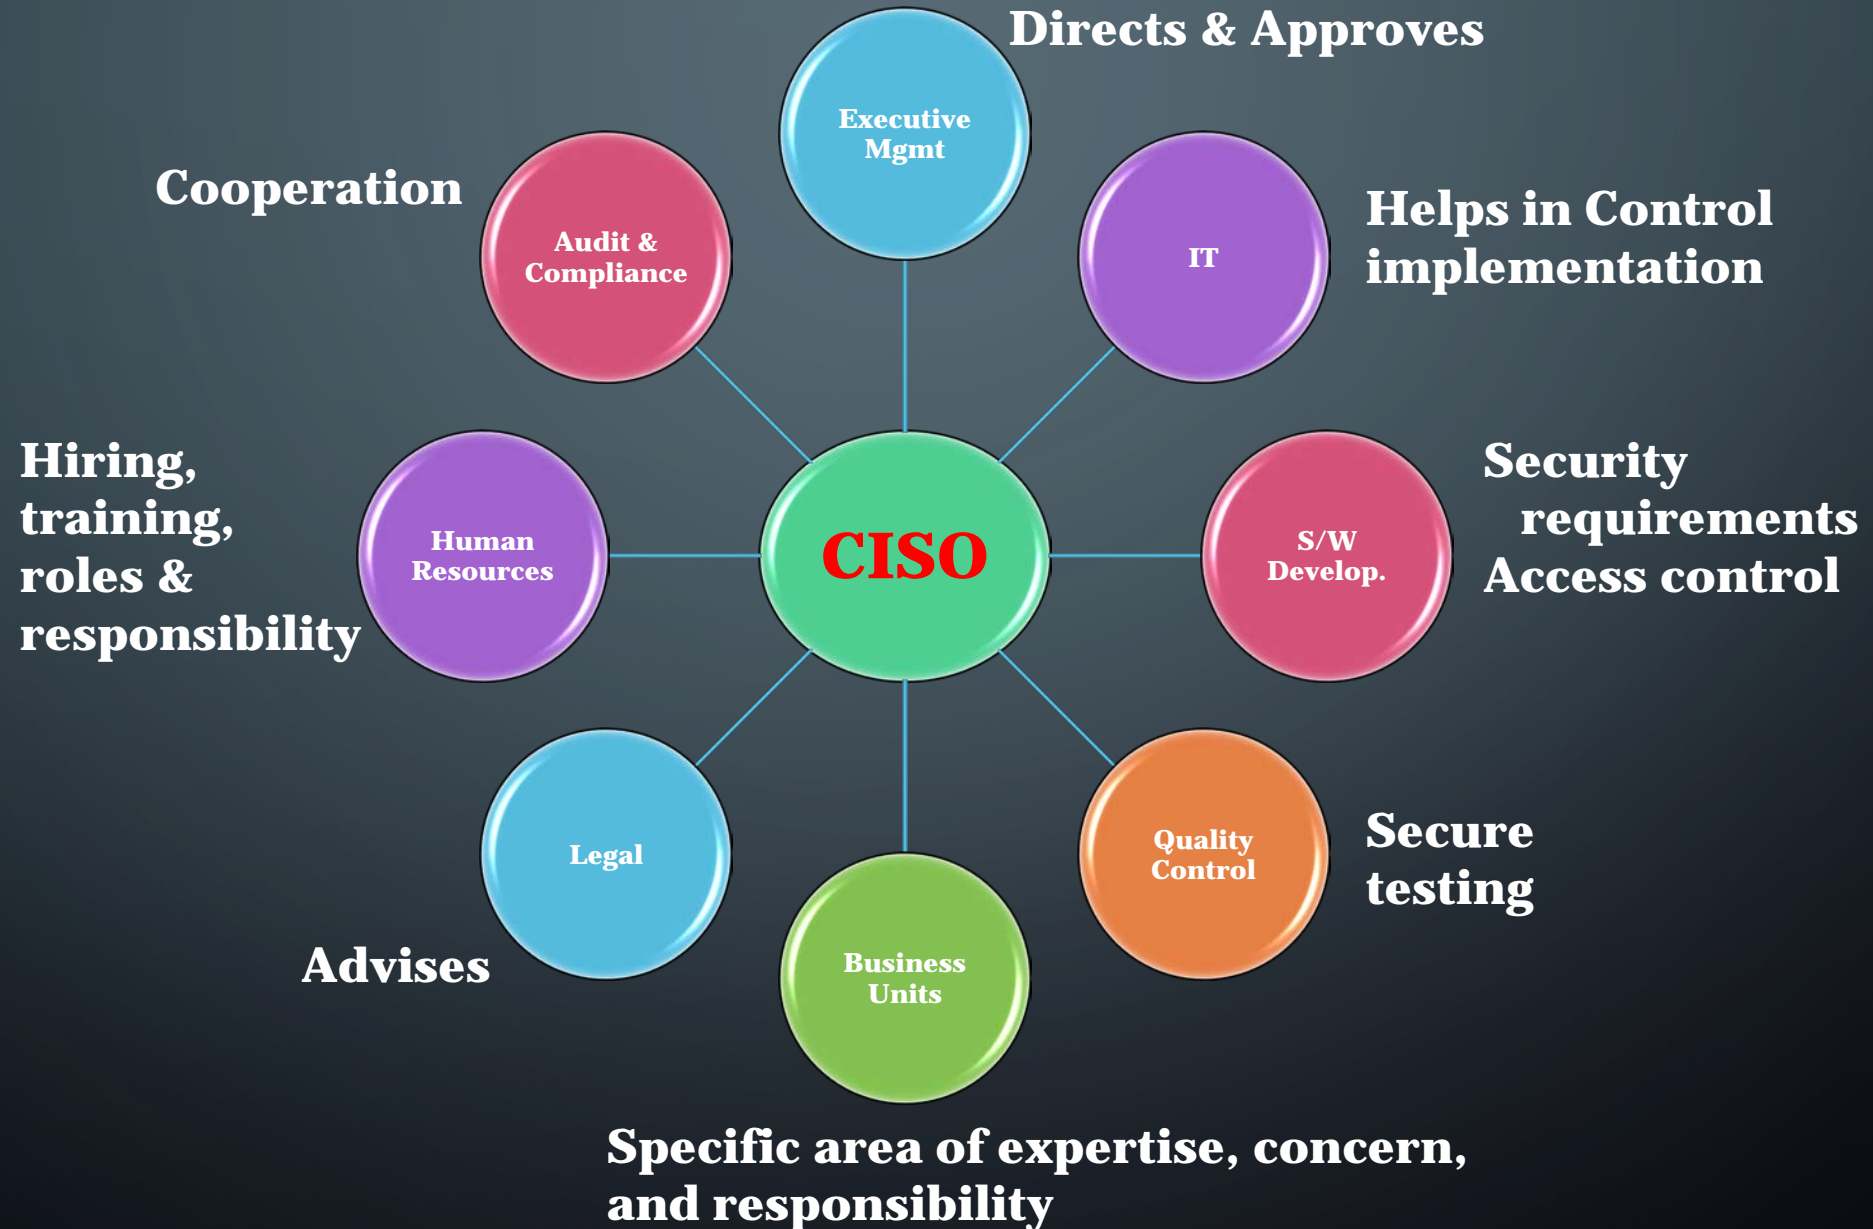 Directs & Approves
Executive
Mgmt
Cooperation
Audit &
Compliance
IT
Helps in Control
implementation
Hiring,
training,
roles &
responsibility
Human
Resources
CISO
S/W
Develop.
Security
requirements
Access control
Legal
Advises
Quality
Control
Secure
testing
Business
Units
Specific area of expertise, concern,
and responsibility